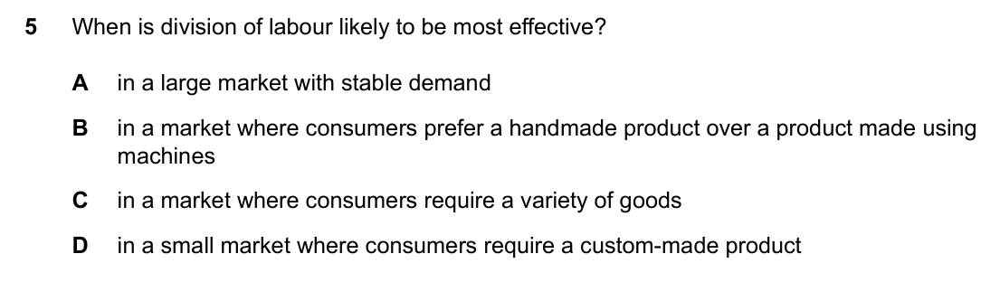 5 When is division of labour likely to be most effective?
A in a large market with stable demand
B in a market where consumers prefer a handmade product over a product made using
machines
C in a market where consumers require a variety of goods
D in a small market where consumers require a custom-made product